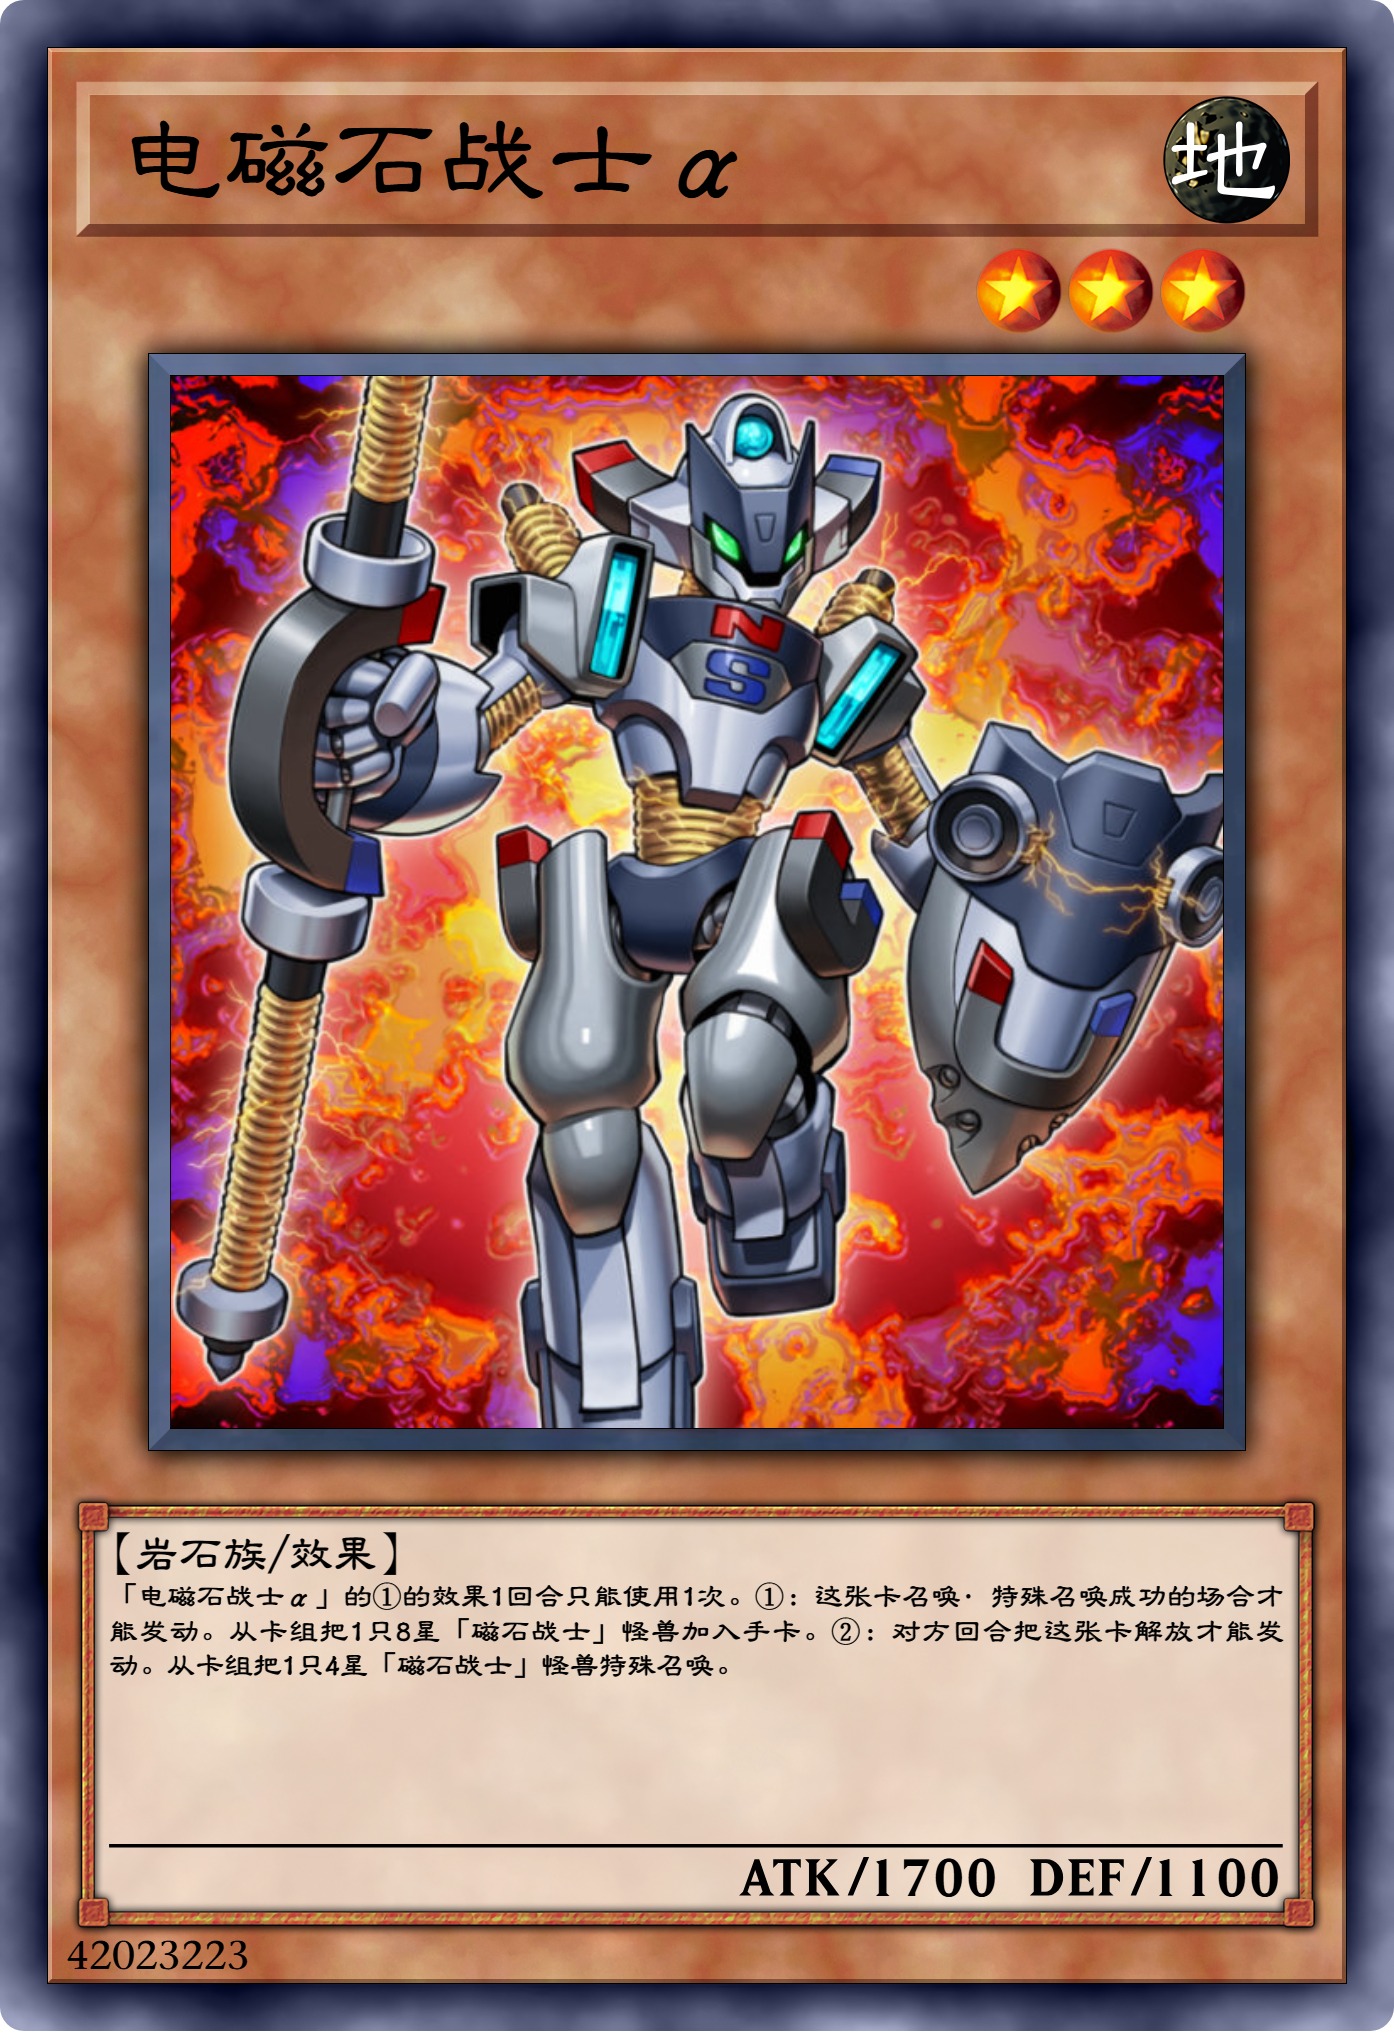 电磁石战士α
地
N
S
【岩石族/效果】
「电磁石战士α」的①的效果1回合只能使用1次。①：这张卡召唤·特殊召唤成功的场合才
能发动。从卡组把1只8星「磁石战士」怪兽加入手卡。②：对方回合把这张卡解放才能发
动。从卡组把1只4星「磁石战士」怪兽特殊召唤。
ATK/1700 DEF/1100
42023223